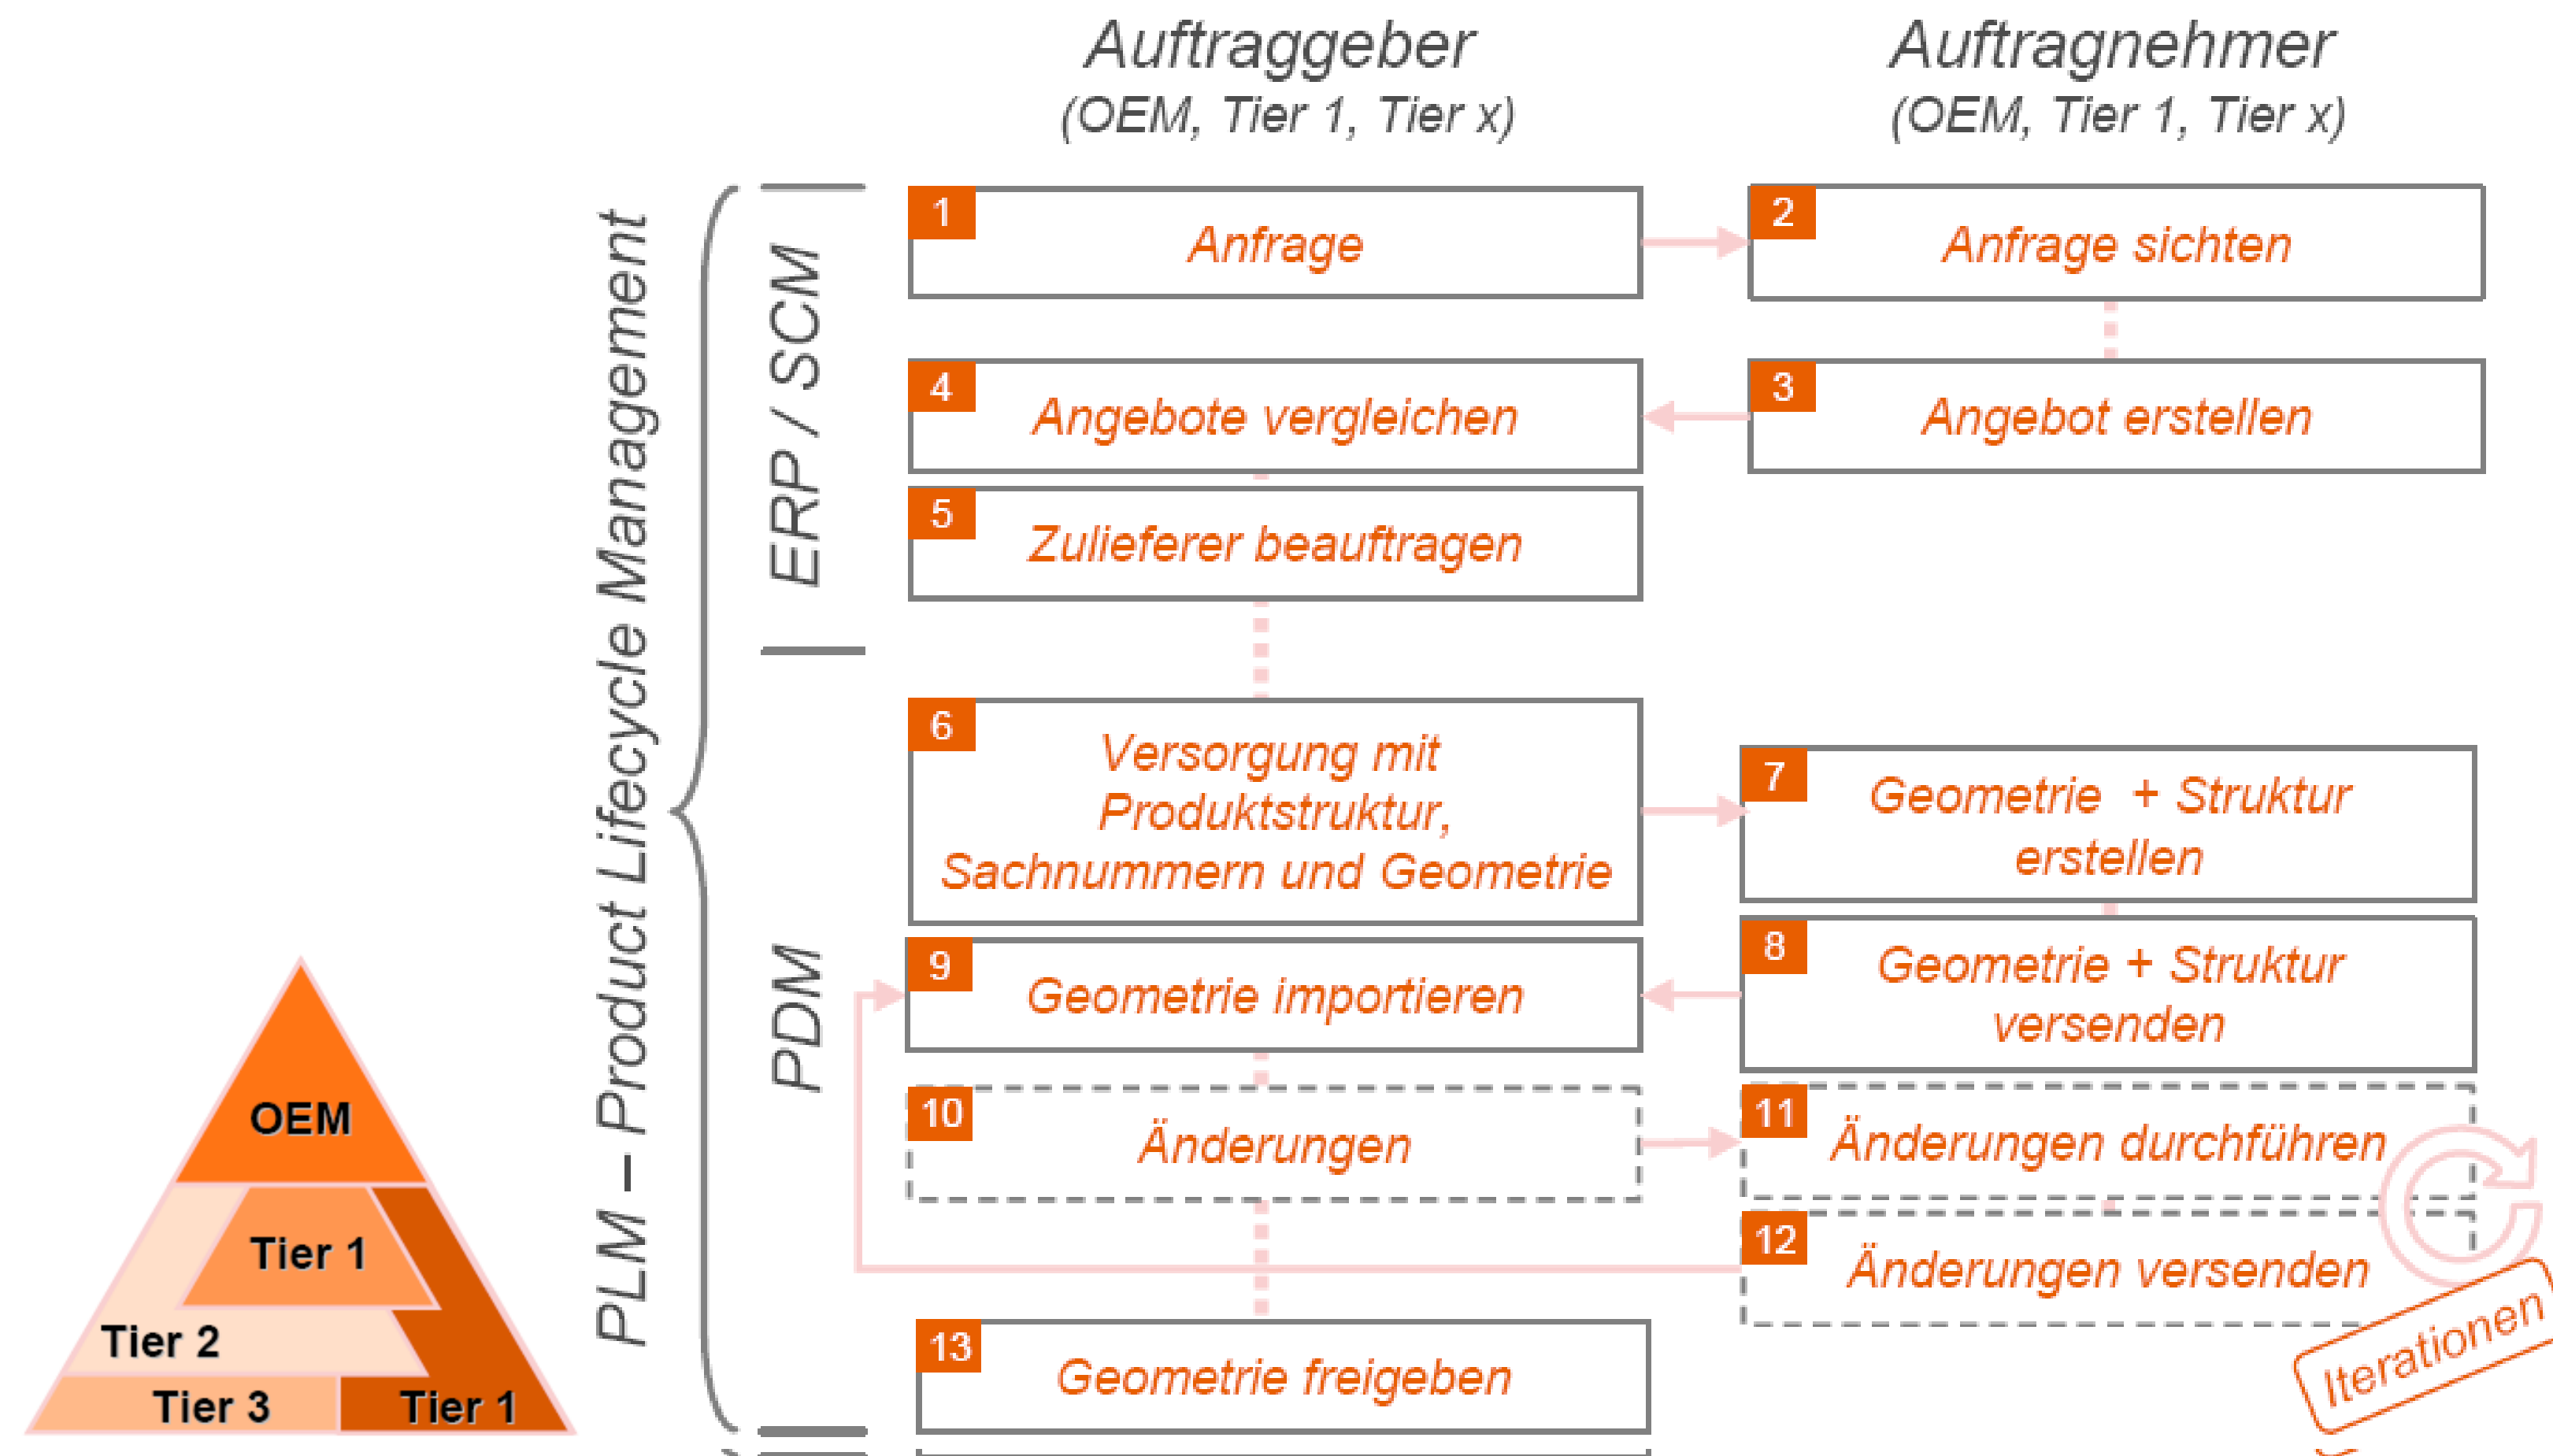 Auftraggeber
(OEM, Tier 1, Tier x)
Auftragnehmer
(OEM, Tier 1, Tier x)
PLM – Product Lifecycle Management
ERP / SCM
PDM
1
Anfrage
2
Anfrage sichten
4
Angebote vergleichen
3
Angebot erstellen
5
Zulieferer beauftragen
6
Versorgung mit
Produktstruktur,
Sachnummern und Geometrie
7
Geometrie + Struktur
erstellen
9
Geometrie importieren
8
Geometrie + Struktur
versenden
10
Änderungen
11
Änderungen durchführen
12
Änderungen versenden
Iterationen
13
Geometrie freigeben
OEM
Tier 1
Tier 2
Tier 3
Tier 1